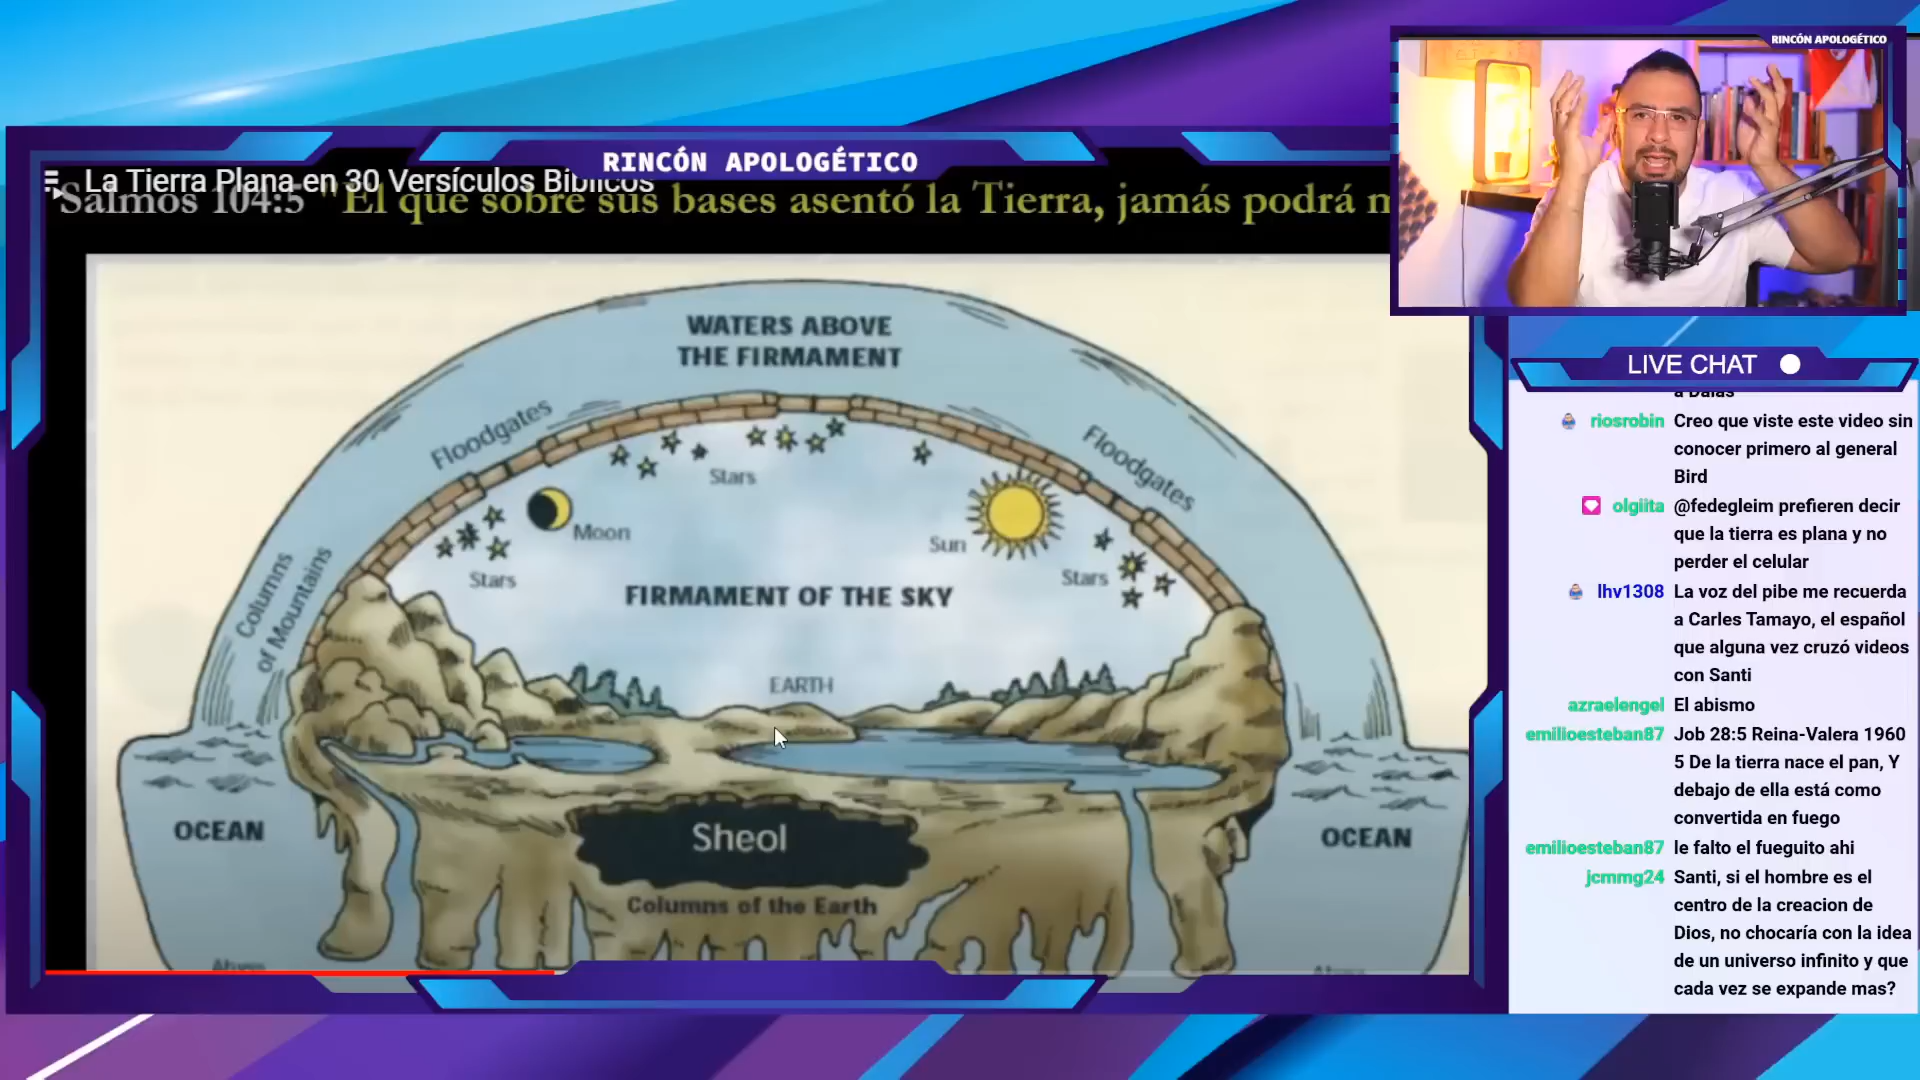 RINCÓN APOLOGÉTICO
RINCÓN APOLOGÉTICO
La Tierra Plana en 30 Versículos Bíblicos
Salmos 104:5 "El que sobre sus bases asentó la Tierra, jamás podrá
WATERS ABOVE
THE FIRMAMENT
Floodgates
Floodgates
Stars
Moon
Sun
Stars
Stars
Columns
of Mountains
FIRMAMENT OF THE SKY
EARTH
OCEAN
Sheol
OCEAN
Columns of the Earth
LIVE CHAT
riosrobin Creo que viste este video sin
conocer primero al general
Bird
olgiita @fedegleim prefieren decir
que la tierra es plana y no
perder el celular
lhv1308 La voz del pibe me recuerda
a Carles Tamayo, el español
que alguna vez cruzó videos
con Santi
azraelengel El abismo
emilioesteban87 Job 28:5 Reina-Valera 1960
5 De la tierra nace el pan, Y
debajo de ella está como
convertida en fuego
emilioesteban87 le falto el fueguito ahi
jcmmg24 Santi, si el hombre es el
centro de la creacion de
Dios, no chocaría con la idea
de un universo infinito y que
cada vez se expande mas?